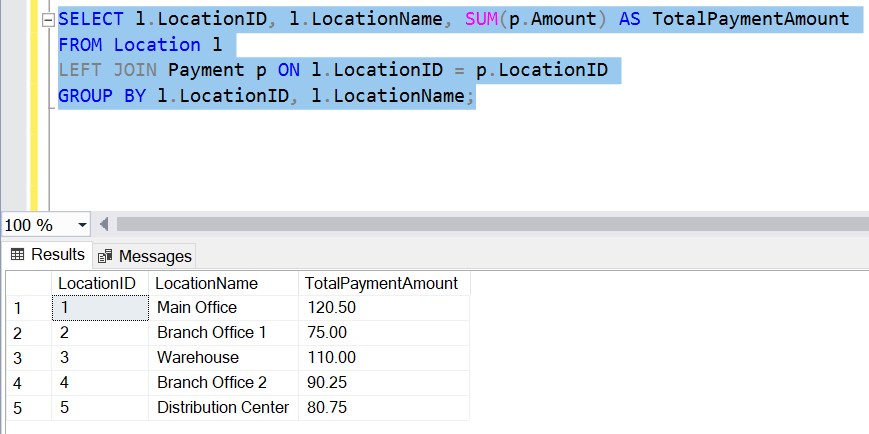 SELECT l.LocationID, l.LocationName, SUM(p.Amount) AS TotalPaymentAmount
FROM Location l
LEFT JOIN Payment p ON l.LocationID = p.LocationID
GROUP BY l.LocationID, l.LocationName;
100 %
Results Messages
LocationID LocationName TotalPaymentAmount
1 1 Main Office 120.50
2 2 Branch Office 1 75.00
3 3 Warehouse 110.00
4 4 Branch Office 2 90.25
5 5 Distribution Center 80.75